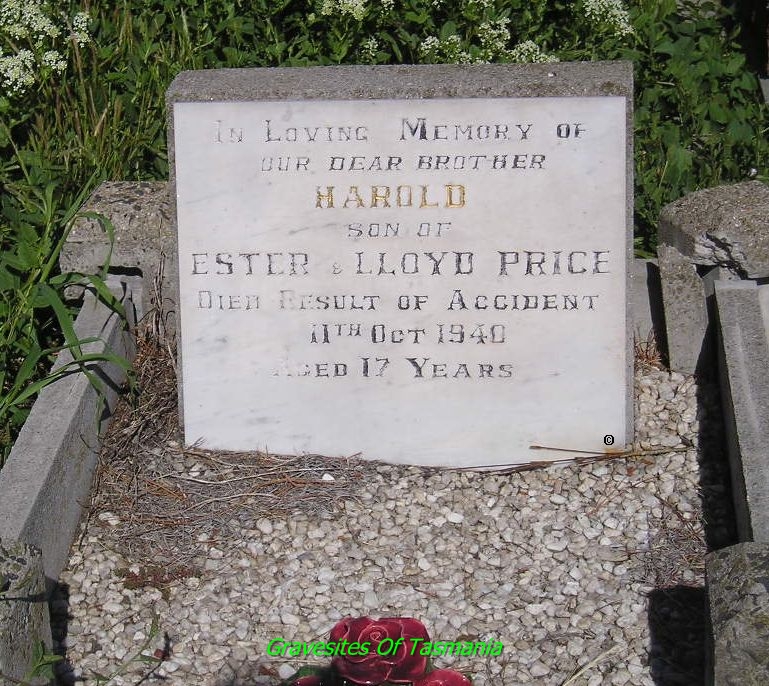 In Loving Memory of
our dear brother
HAROLD
son of
ESTER & LLOYD PRICE
Died Result of Accident
11th Oct 1940
Aged 17 Years
©
Gravesites Of Tasmania